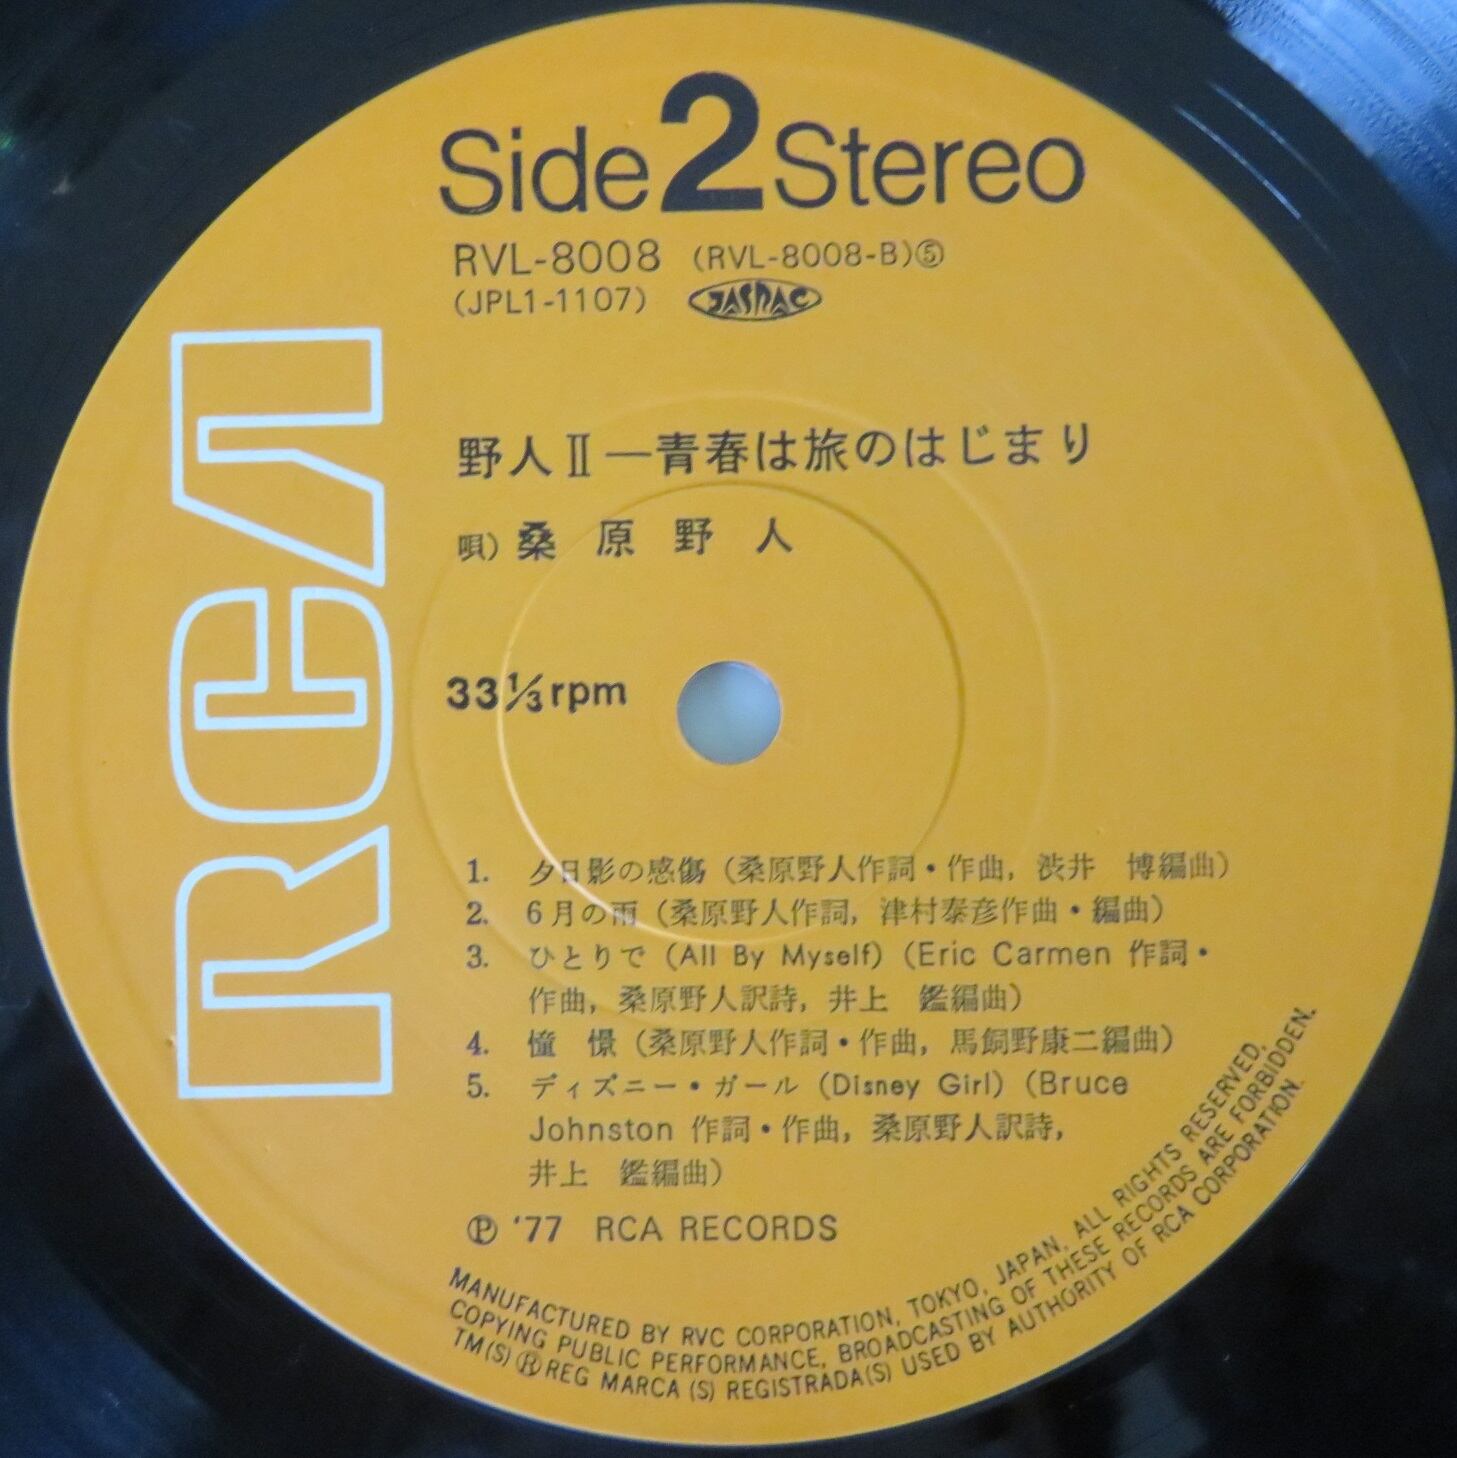 Side 2 Stereo
RVL-8008 (RVL-8008-B)⑤
(JPL1-1107) JASRAC
RCA
野人Ⅱ—青春は旅のはじまり
唄) 桑原野人
33⅓rpm
1. 夕日影の感傷 (桑原野人作詞・作曲, 渋井 博編曲)
2. 6月の雨 (桑原野人作詞, 津村泰彦作曲・編曲)
3. ひとりで (All By Myself) (Eric Carmen 作詞・
作曲, 桑原野人訳詩, 井上 鑑編曲)
4. 憧 憬 (桑原野人作詞・作曲, 馬飼野康二編曲)
5. ディズニー・ガール (Disney Girl) (Bruce
Johnston 作詞・作曲, 桑原野人訳詩,
井上 鑑編曲)
Ⓟ '77 RCA RECORDS
MANUFACTURED BY RVC CORPORATION, TOKYO, JAPAN, ALL RIGHTS RESERVED,
COPYING PUBLIC PERFORMANCE, BROADCASTING OF THESE RECORDS ARE FORBIDDEN.
TM(S) ® REG MARCA (S) REGISTRADA(S) USED BY AUTHORITY OF RCA CORPORATION.